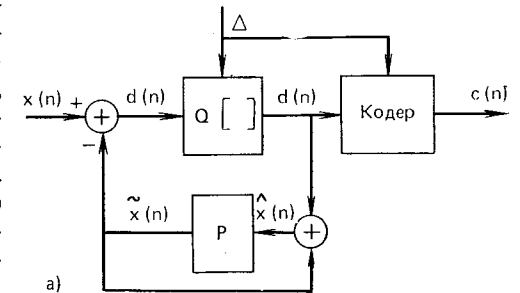 Δ
x (n) + d (n) Q [ ] d (n) Кодер c (n)
−
x̃ (n) P x̂ (n) +
а)